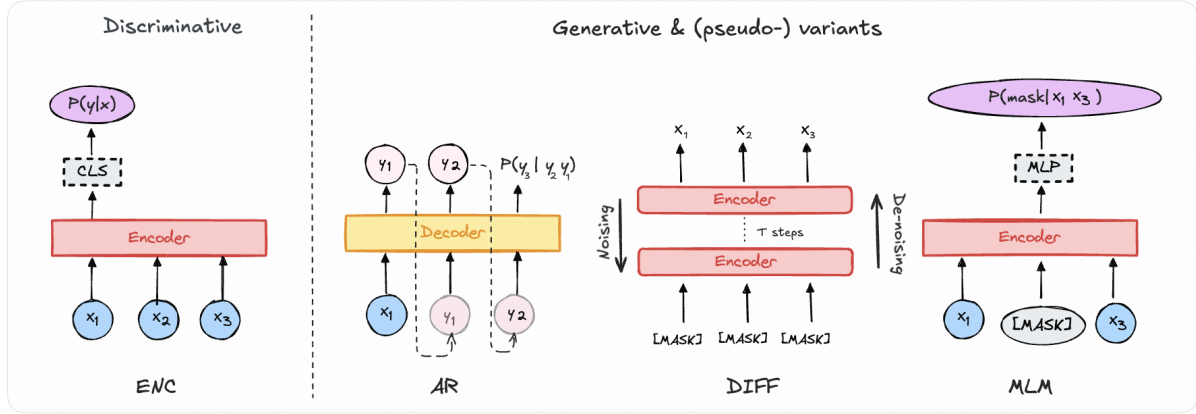 Discriminative
Generative & (pseudo-) variants
P(y|x)
CLS
Encoder
x1
x2
x3
ENC
y1
y2
P(y3 | y2 y1)
Decoder
x1
y1
y2
AR
x1
x2
x3
Encoder
Noising
T steps
De-noising
Encoder
[MASK]
[MASK]
[MASK]
DIFF
P(mask| x1 x3 )
MLP
Encoder
x1
[MASK]
x3
MLM